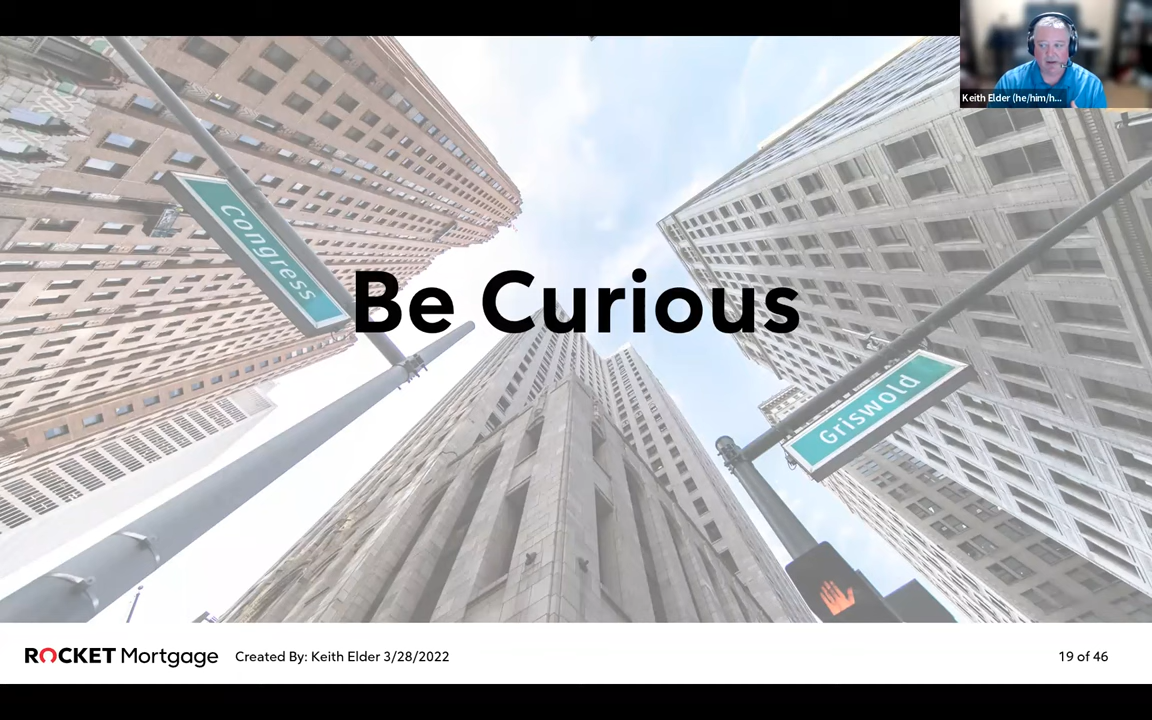 Keith Elder (he/him/h...
Congress
Be Curious
Griswold
ROCKET Mortgage
Created By: Keith Elder 3/28/2022
19 of 46